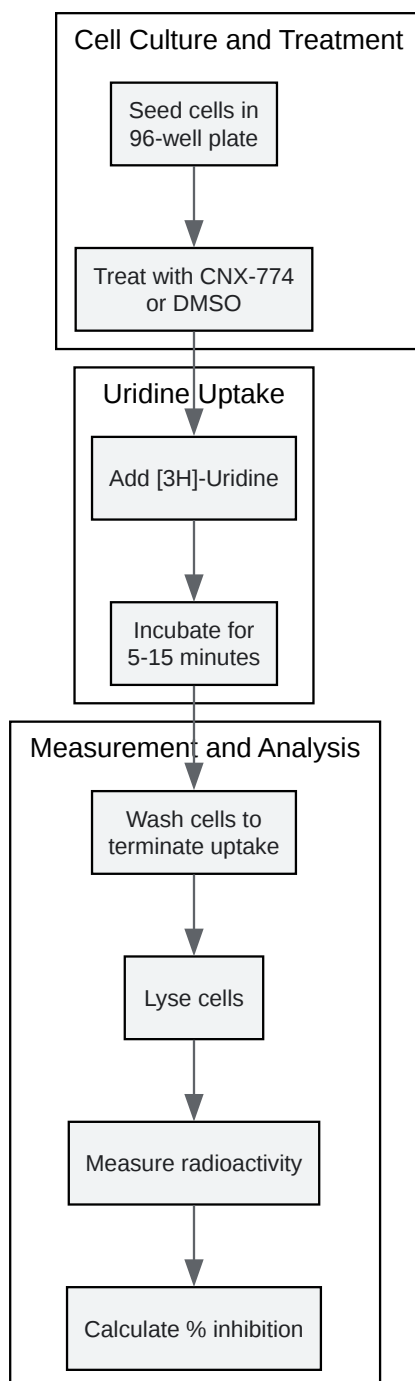 Cell Culture and Treatment
Seed cells in
96-well plate
Treat with CNX-774
or DMSO
Uridine Uptake
Add [3H]-Uridine
Incubate for
5-15 minutes
Measurement and Analysis
Wash cells to
terminate uptake
Lyse cells
Measure radioactivity
Calculate % inhibition